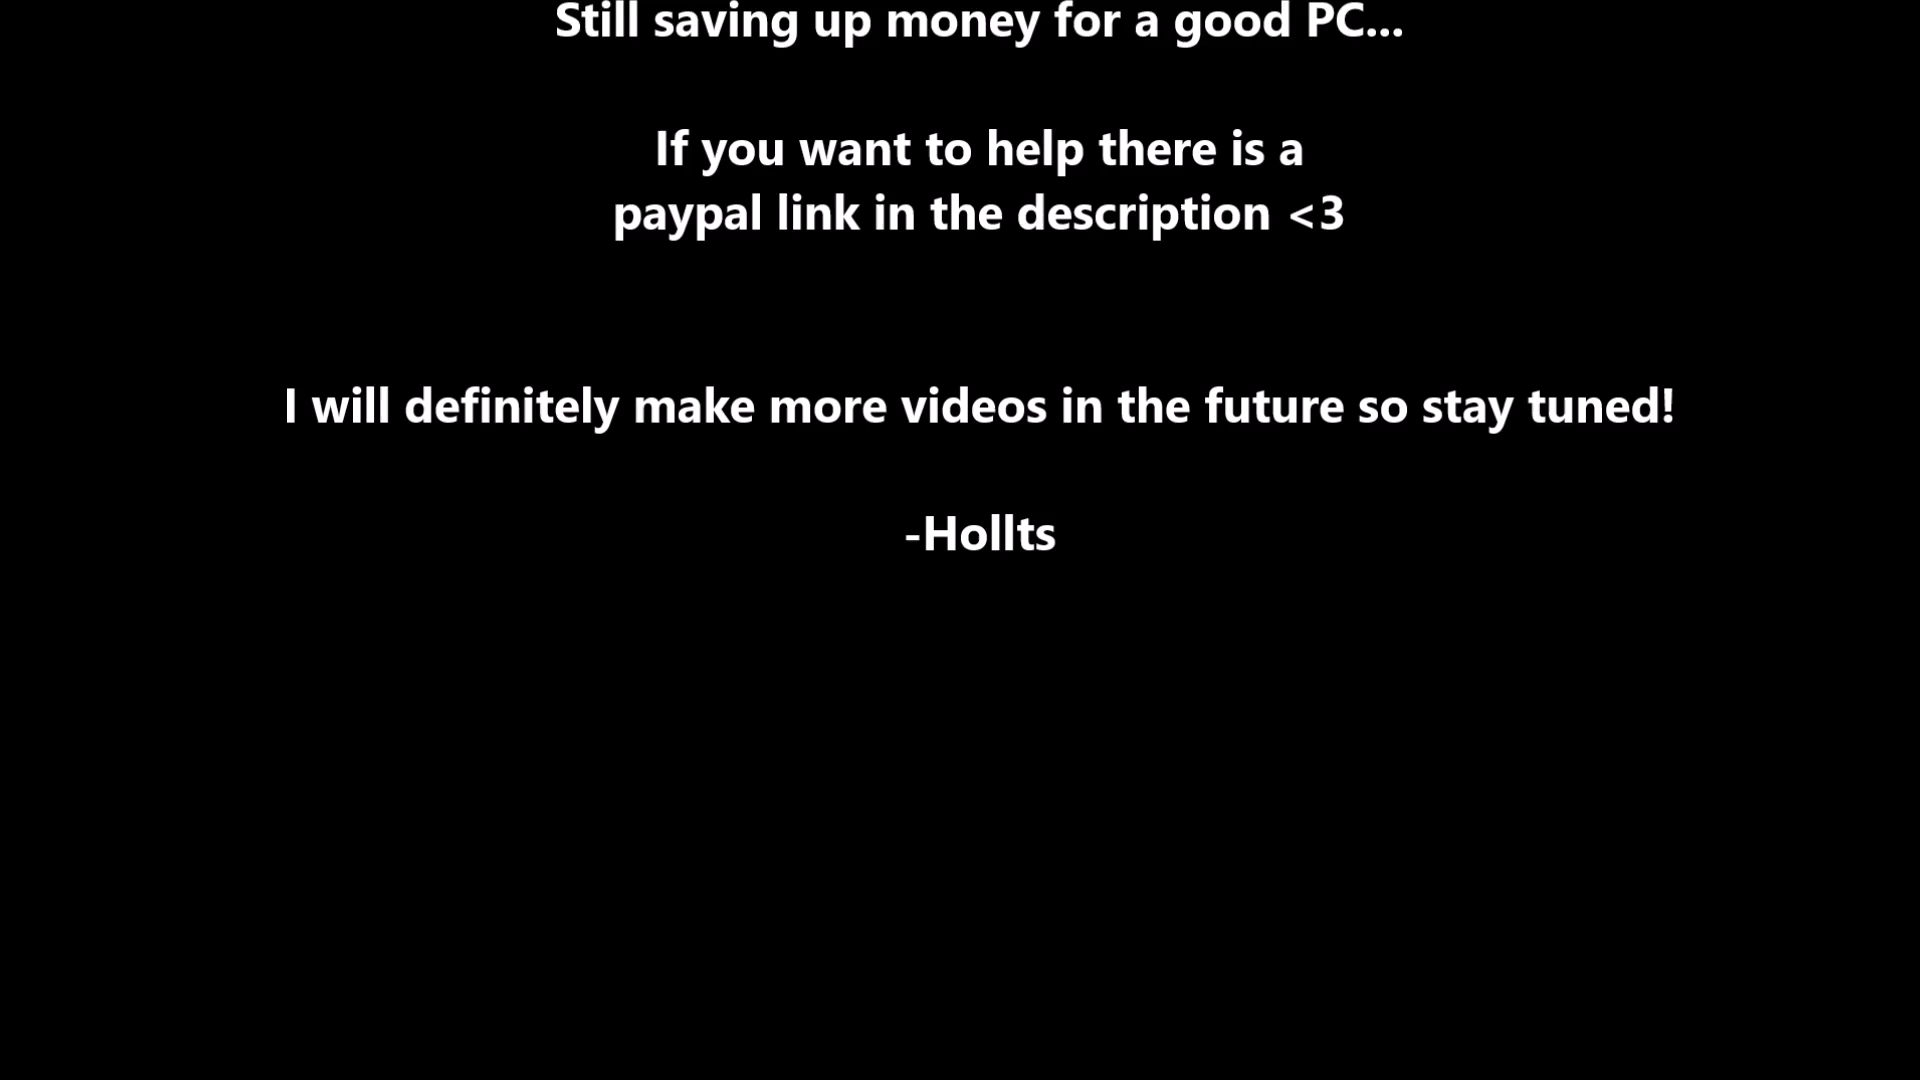 Still saving up money for a good PC...
If you want to help there is a
paypal link in the description <3
I will definitely make more videos in the future so stay tuned!
-Hollts